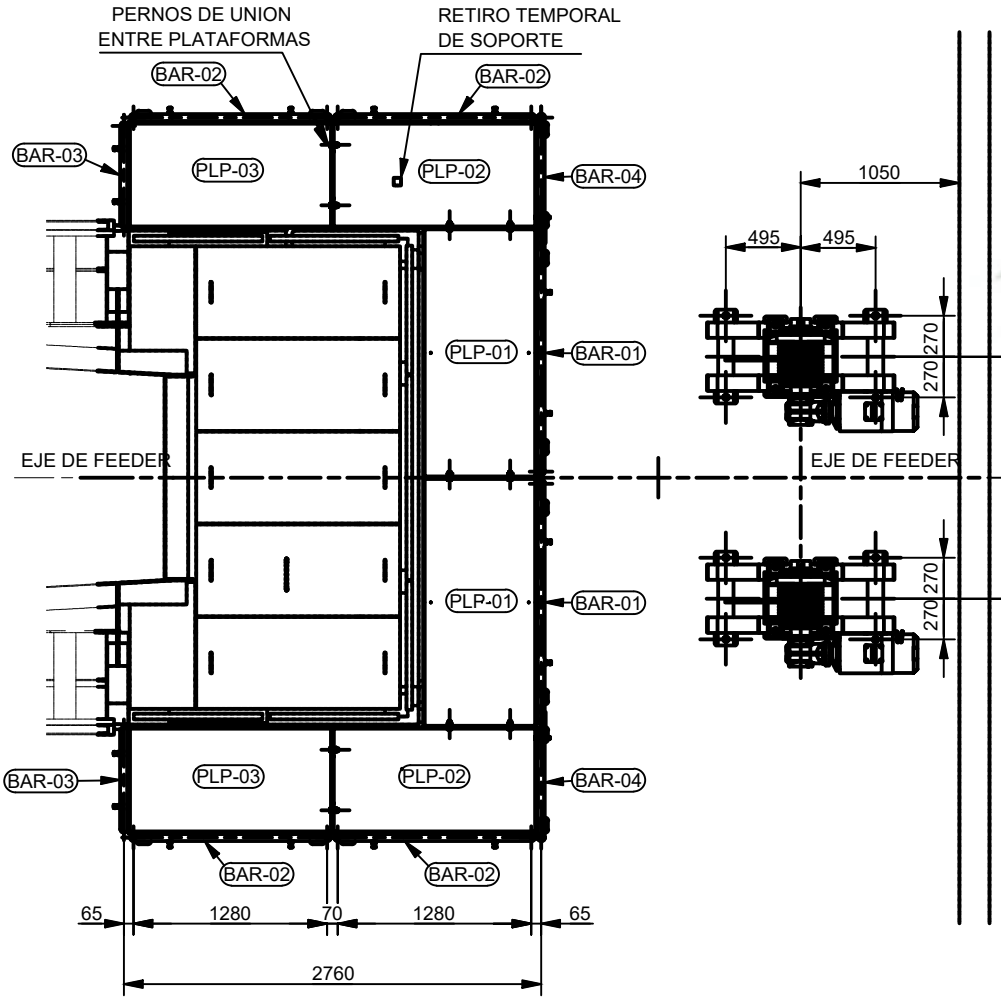 PERNOS DE UNION
ENTRE PLATAFORMAS
RETIRO TEMPORAL
DE SOPORTE
BAR-02
BAR-02
BAR-03
PLP-03
PLP-02
BAR-04
1050
495
495
270
270
PLP-01
BAR-01
EJE DE FEEDER
EJE DE FEEDER
270
270
PLP-01
BAR-01
BAR-03
PLP-03
PLP-02
BAR-04
BAR-02
BAR-02
65
1280
70
1280
65
2760